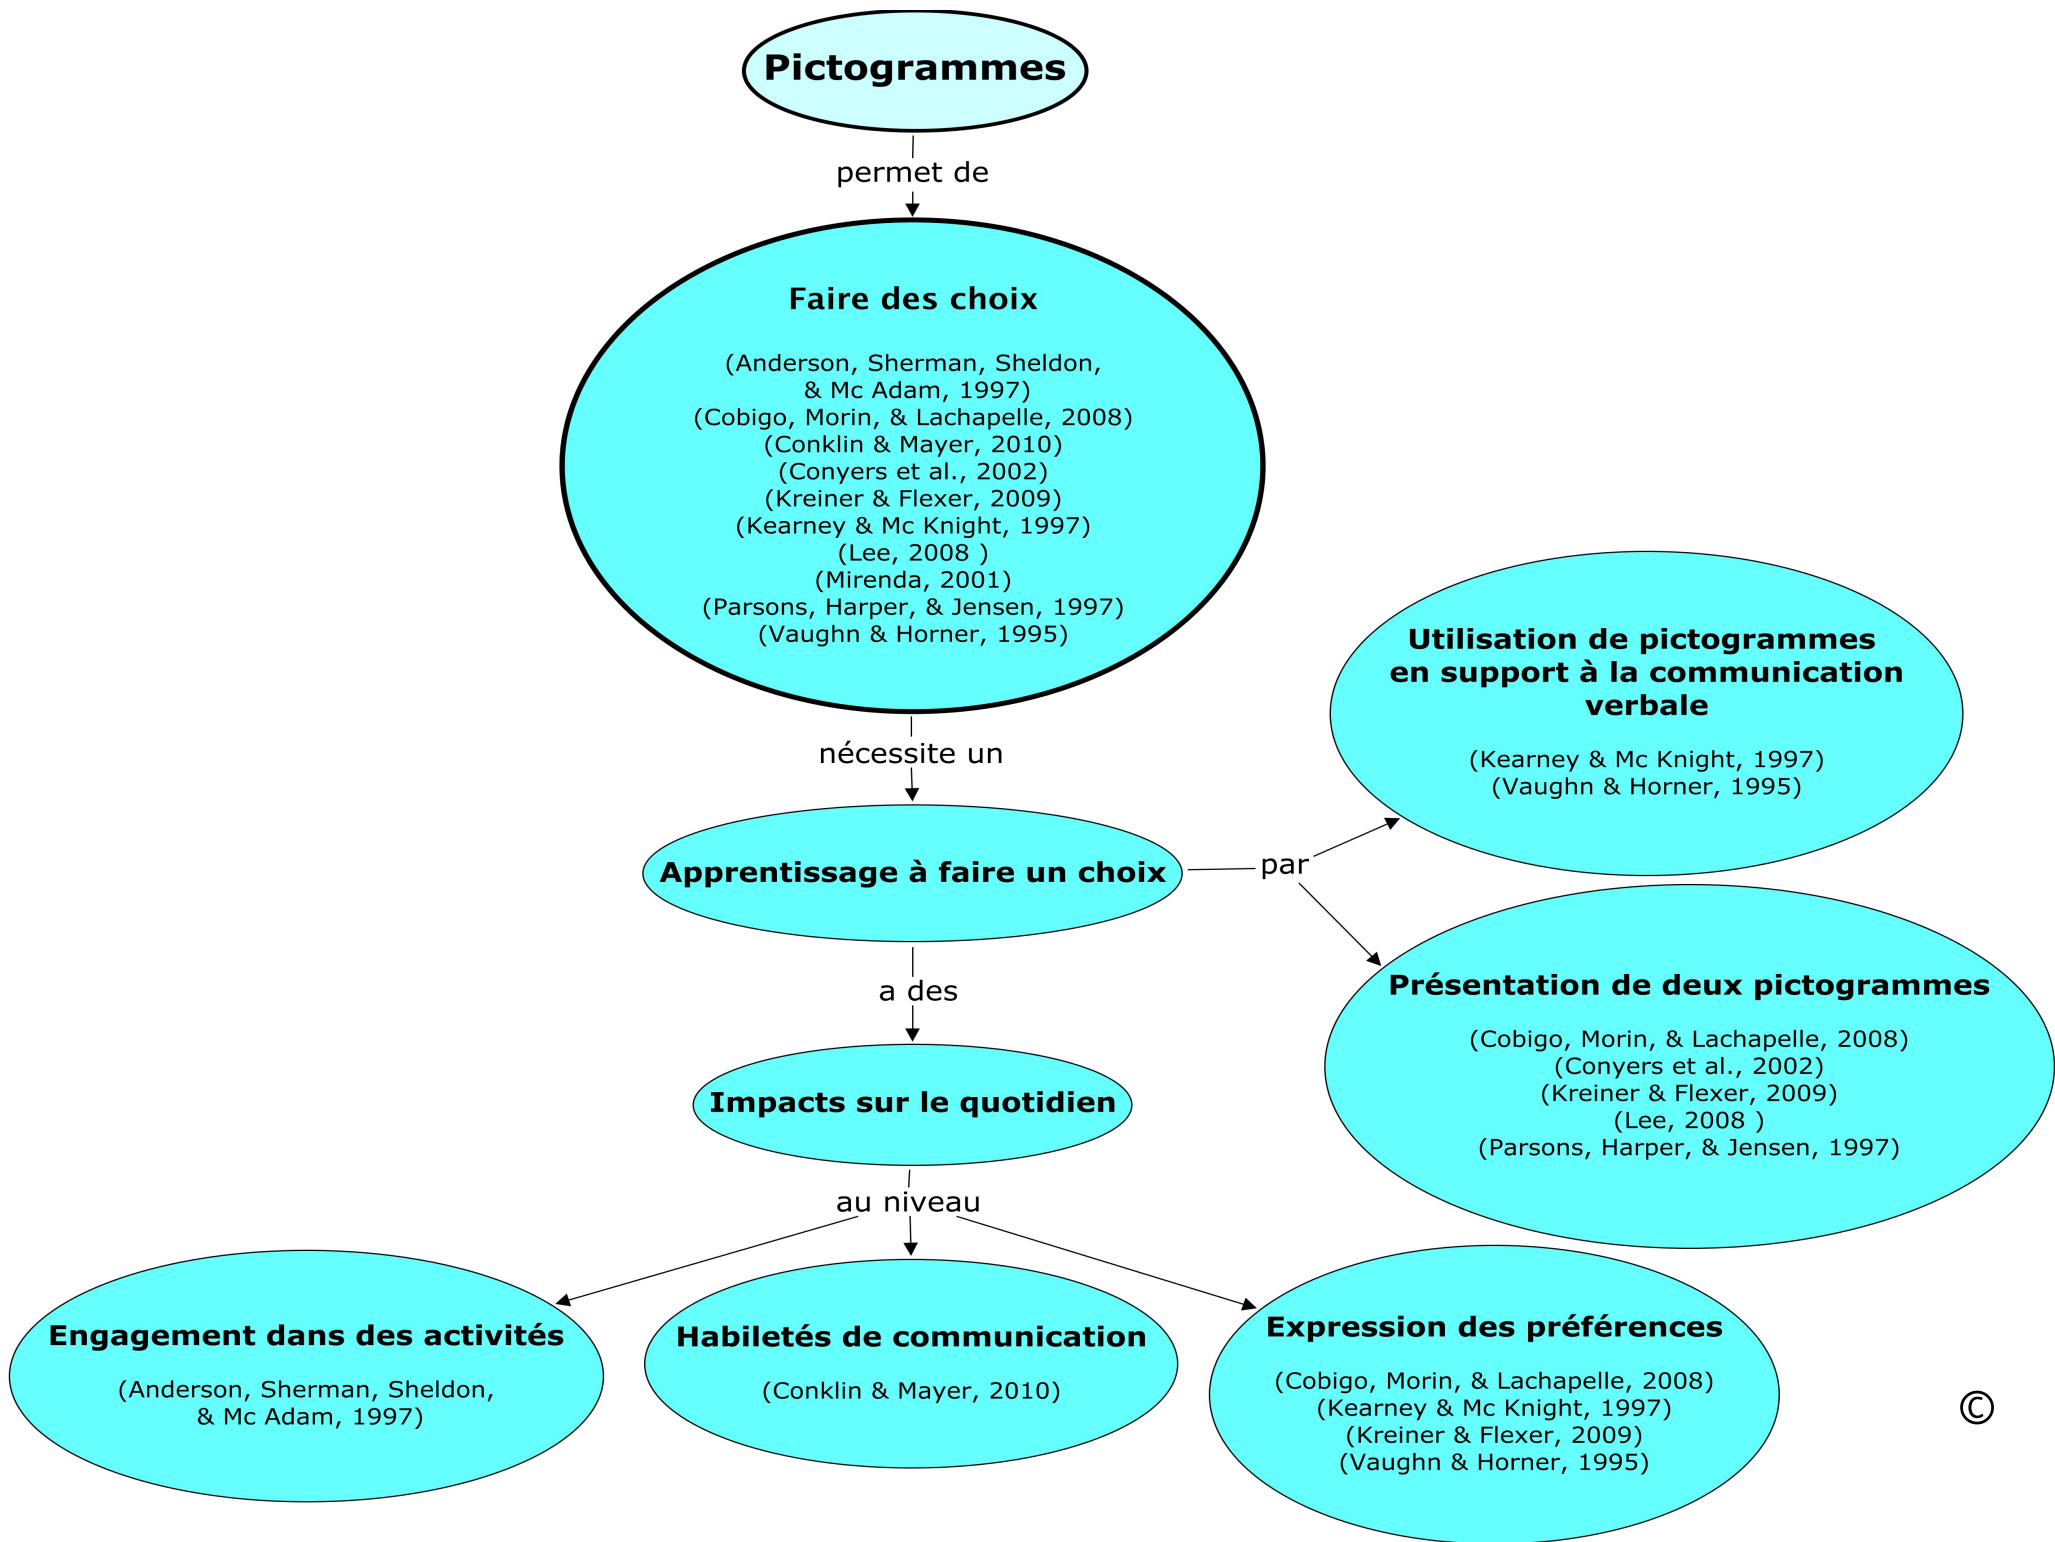 Pictogrammes
permet de
Faire des choix
(Anderson, Sherman, Sheldon,
& Mc Adam, 1997)
(Cobigo, Morin, & Lachapelle, 2008)
(Conklin & Mayer, 2010)
(Conyers et al., 2002)
(Kreiner & Flexer, 2009)
(Kearney & Mc Knight, 1997)
(Lee, 2008 )
(Mirenda, 2001)
(Parsons, Harper, & Jensen, 1997)
(Vaughn & Horner, 1995)
nécessite un
Apprentissage à faire un choix
par
Utilisation de pictogrammes
en support à la communication
verbale
(Kearney & Mc Knight, 1997)
(Vaughn & Horner, 1995)
Présentation de deux pictogrammes
(Cobigo, Morin, & Lachapelle, 2008)
(Conyers et al., 2002)
(Kreiner & Flexer, 2009)
(Lee, 2008 )
(Parsons, Harper, & Jensen, 1997)
a des
Impacts sur le quotidien
au niveau
Engagement dans des activités
(Anderson, Sherman, Sheldon,
& Mc Adam, 1997)
Habiletés de communication
(Conklin & Mayer, 2010)
Expression des préférences
(Cobigo, Morin, & Lachapelle, 2008)
(Kearney & Mc Knight, 1997)
(Kreiner & Flexer, 2009)
(Vaughn & Horner, 1995)
©